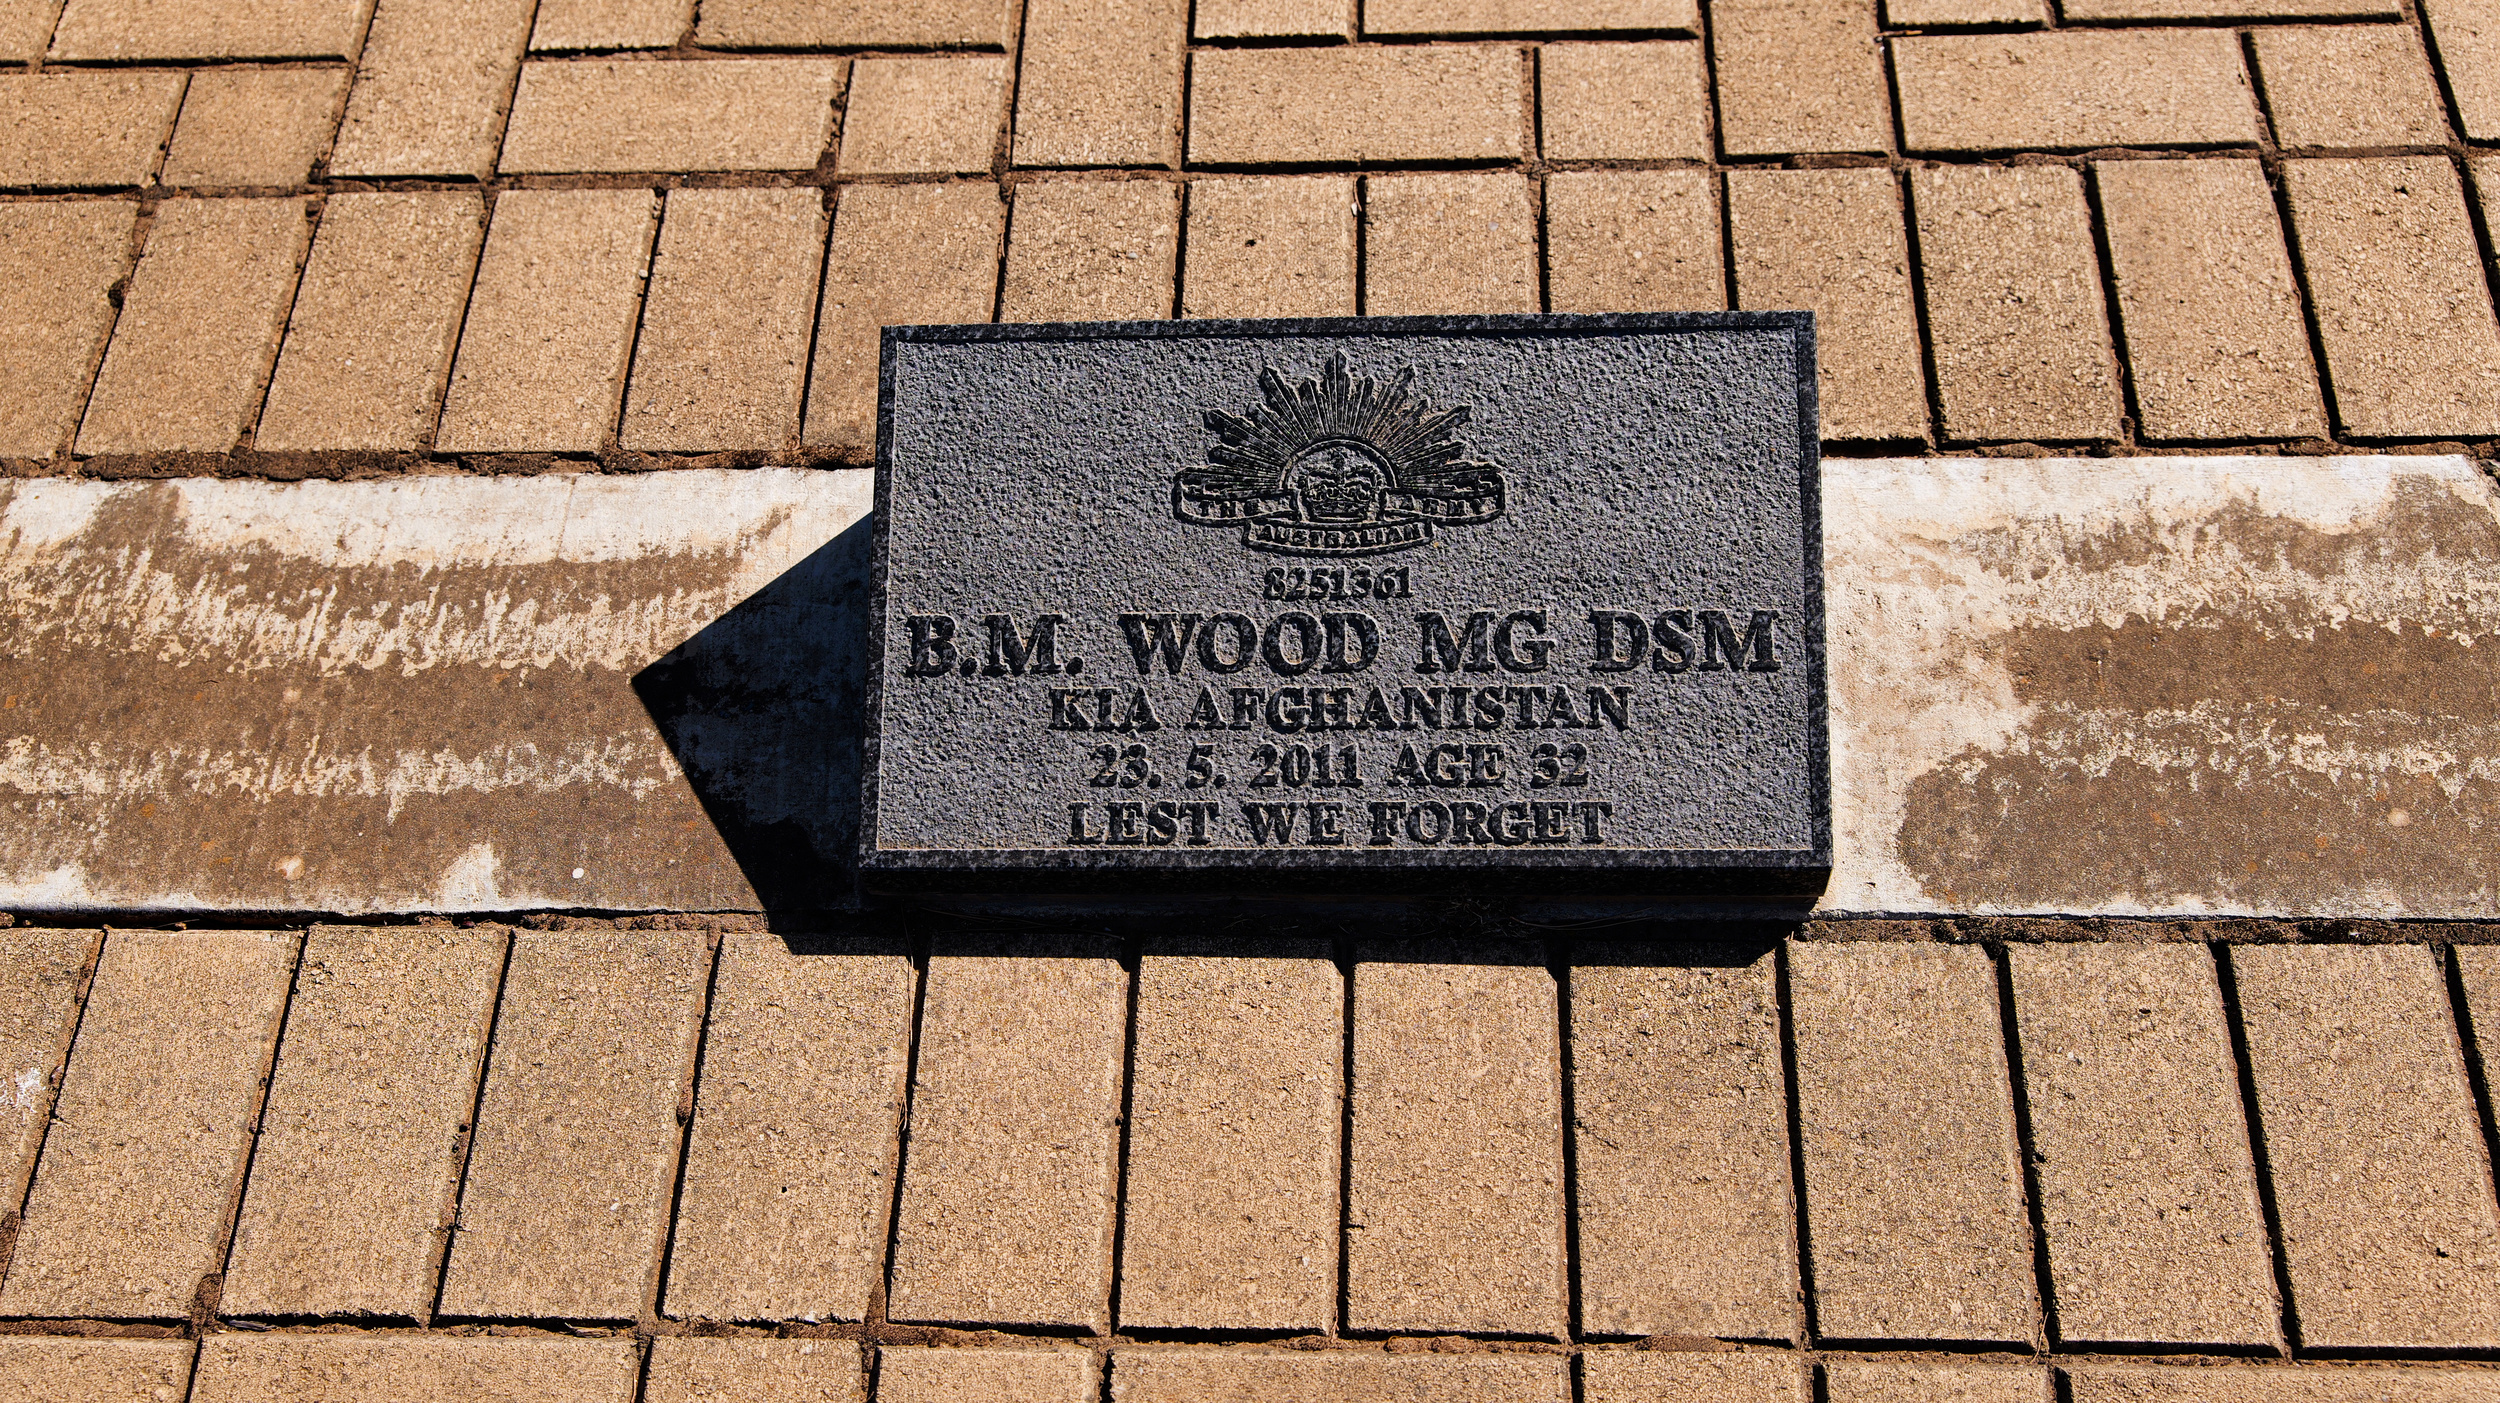 THE ARMY
AUSTRALIAN
8251361
B.M. WOOD MG DSM
KIA AFGHANISTAN
23. 5. 2011 AGE 32
LEST WE FORGET